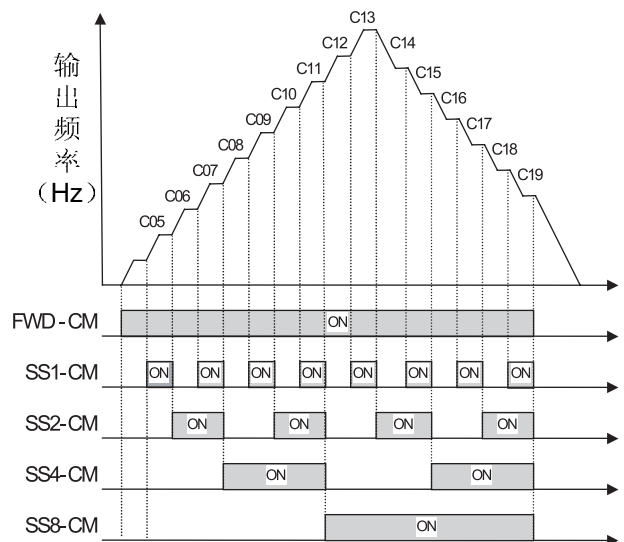 输出频率
(Hz)
C05
C06
C07
C08
C09
C10
C11
C12
C13
C14
C15
C16
C17
C18
C19
FWD-CM
ON
SS1-CM
ON ON ON ON ON ON ON ON
SS2-CM
ON ON ON ON
SS4-CM
ON ON
SS8-CM
ON